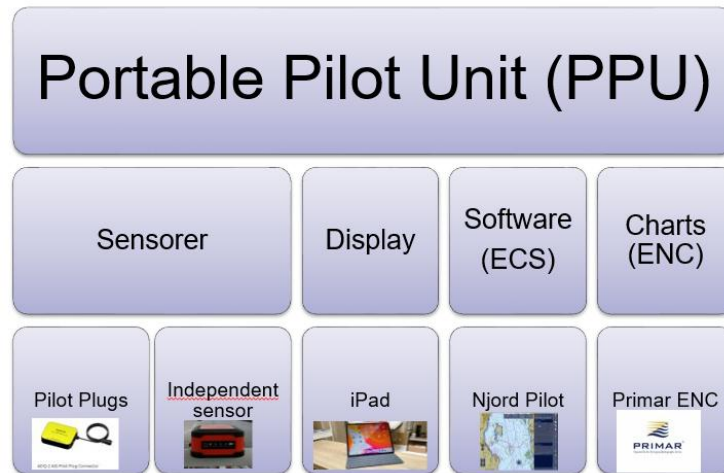 Portable Pilot Unit (PPU)
Sensorer
Display
Software
(ECS)
Charts
(ENC)
Pilot Plugs
Independent
sensor
iPad
Njord Pilot
Primar ENC
PRIMAR